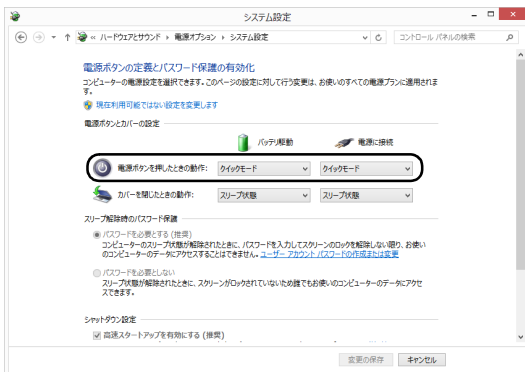 システム設定
« ハードウェアとサウンド ▸ 電源オプション ▸ システム設定
コントロール パネルの検索
電源ボタンの定義とパスワード保護の有効化
コンピューターの電源設定を選択できます。このページの設定に対して行う変更は、お使いのすべての電源プランに適用されます。
現在利用可能ではない設定を変更します
電源ボタンとカバーの設定
バッテリ駆動 電源に接続
電源ボタンを押したときの動作: クイックモード クイックモード
カバーを閉じたときの動作: スリープ状態 スリープ状態
スリープ解除時のパスワード保護
パスワードを必要とする (推奨)
コンピューターのスリープ状態が解除されたときに、パスワードを入力してスクリーンのロックを解除しない限り、お使い
のコンピューターのデータにアクセスすることはできません。ユーザー アカウント パスワードの作成または変更
パスワードを必要としない
スリープ状態が解除されたときに、スクリーンがロックされていないため誰でもお使いのコンピューターのデータにアクセ
スできます。
シャットダウン設定
高速スタートアップを有効にする (推奨)
変更の保存 キャンセル